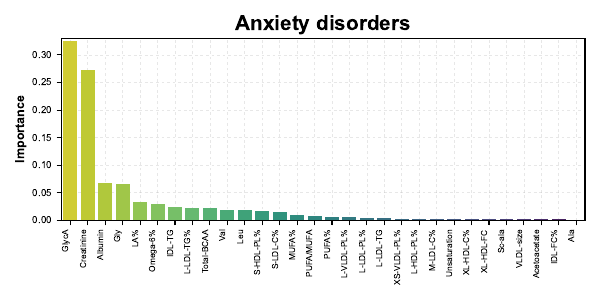 Anxiety disorders
Importance
0.30
0.25
0.20
0.15
0.10
0.05
0.00
GlycA
Creatinine
Albumin
Gly
LA%
Omega-6%
IDL-TG
L-LDL-TG%
Total-BCAA
Val
Leu
S-HDL-PL%
S-LDL-C%
MUFA%
PUFA/MUFA
PUFA%
L-VLDL-PL%
L-LDL-PL%
L-LDL-TG
XS-VLDL-PL%
L-HDL-PL%
M-LDL-C%
Unsaturation
XL-HDL-C%
XL-HDL-FC
Sc-ala
VLDL-size
Acetoacetate
IDL-FC%
Ala